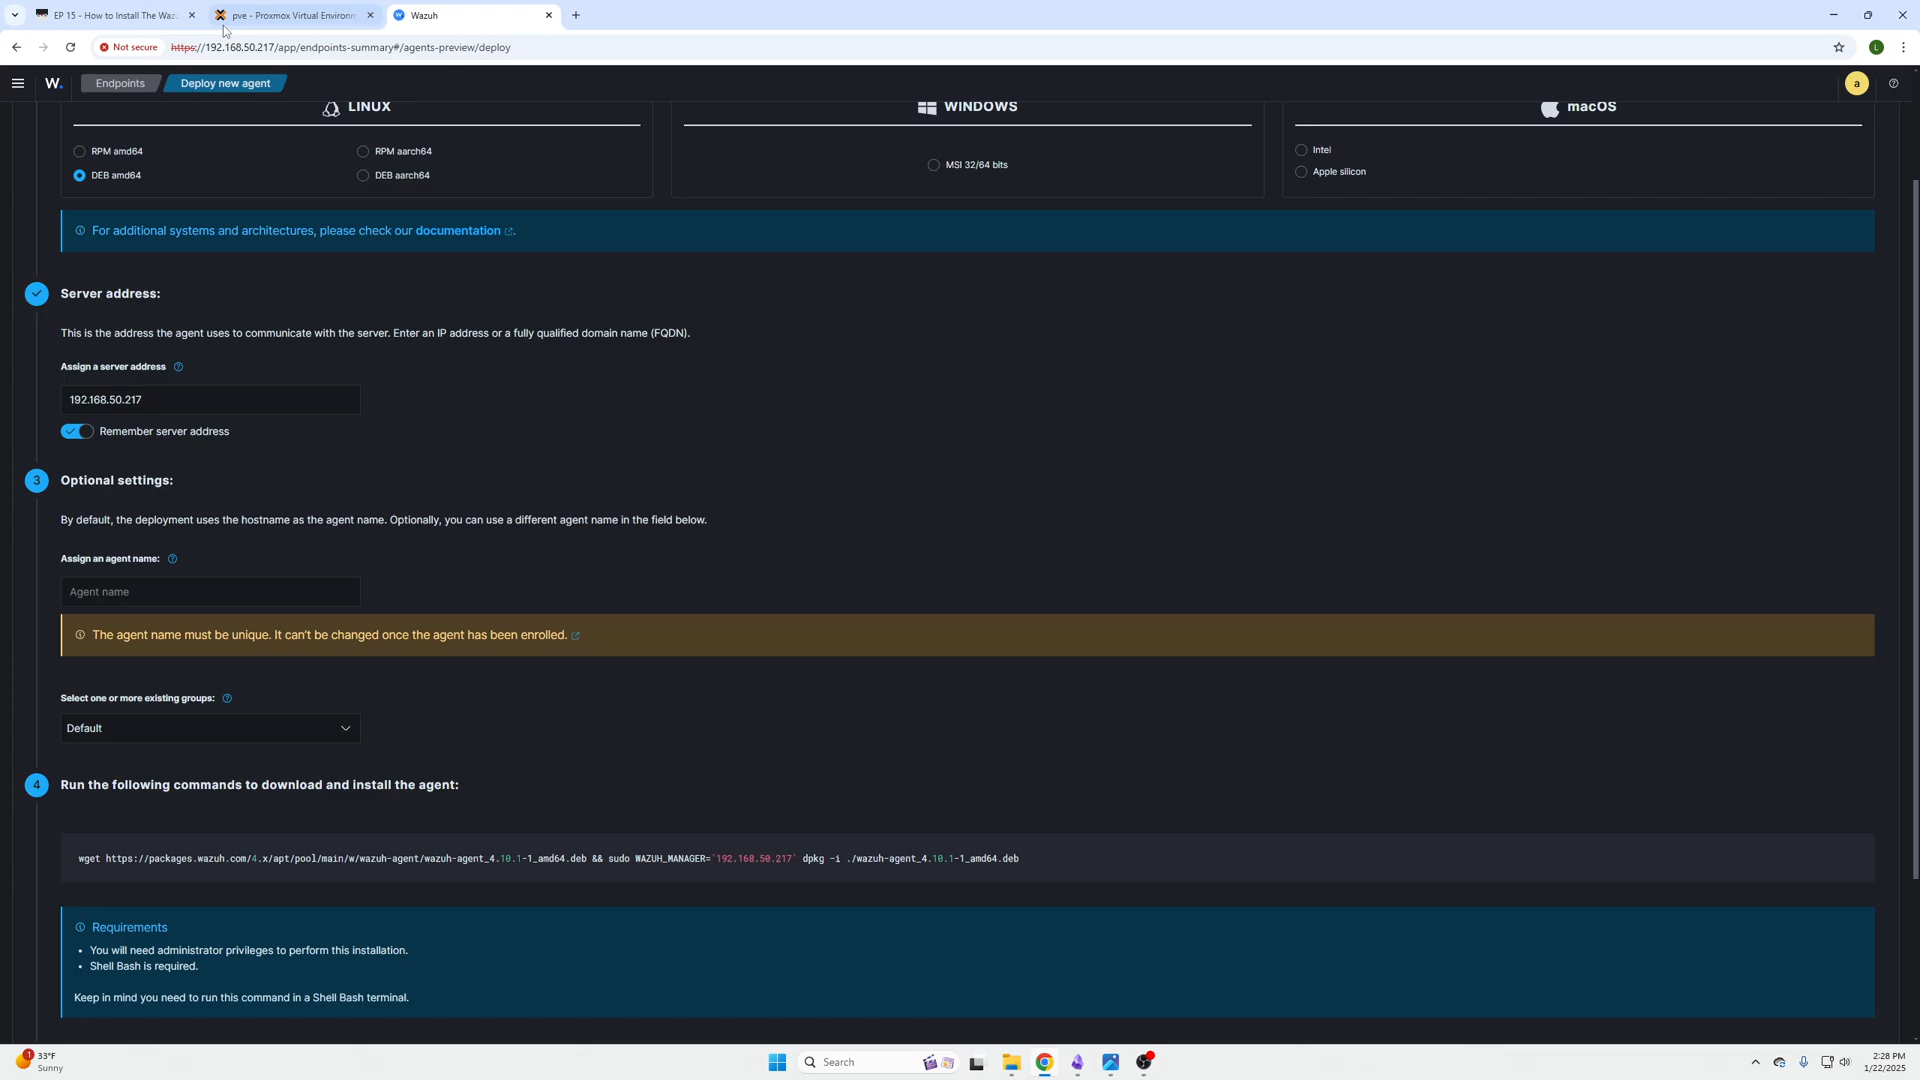 EP 15 - How to Install The Waz
pve - Proxmox Virtual Environm
Wazuh
Not secure
https://192.168.50.217/app/endpoints-summary#/agents-preview/deploy
L
W.
Endpoints
Deploy new agent
a
LINUX
WINDOWS
macOS
RPM amd64
RPM aarch64
DEB amd64
DEB aarch64
MSI 32/64 bits
Intel
Apple silicon
For additional systems and architectures, please check our documentation.
Server address:
This is the address the agent uses to communicate with the server. Enter an IP address or a fully qualified domain name (FQDN).
Assign a server address
192.168.50.217
Remember server address
3
Optional settings:
By default, the deployment uses the hostname as the agent name. Optionally, you can use a different agent name in the field below.
Assign an agent name:
Agent name
The agent name must be unique. It can't be changed once the agent has been enrolled.
Select one or more existing groups:
Default
4
Run the following commands to download and install the agent:
wget https://packages.wazuh.com/4.x/apt/pool/main/w/wazuh-agent/wazuh-agent_4.10.1-1_amd64.deb && sudo WAZUH_MANAGER='192.168.50.217' dpkg -i ./wazuh-agent_4.10.1-1_amd64.deb
Requirements
• You will need administrator privileges to perform this installation.
• Shell Bash is required.
Keep in mind you need to run this command in a Shell Bash terminal.
1
33°F
Sunny
Search
2:28 PM
1/22/2025